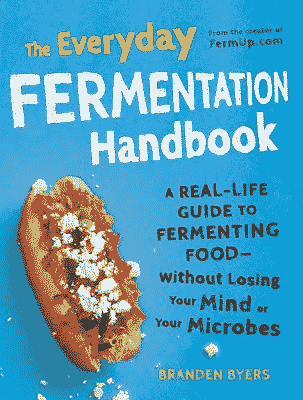 The Everyday
From the creator of
FermUp.com
FERMENTATION
Handbook
A REAL-LIFE
GUIDE TO
FERMENTING
FOOD—
without Losing
Your Mind or
Your Microbes
BRANDEN BYERS